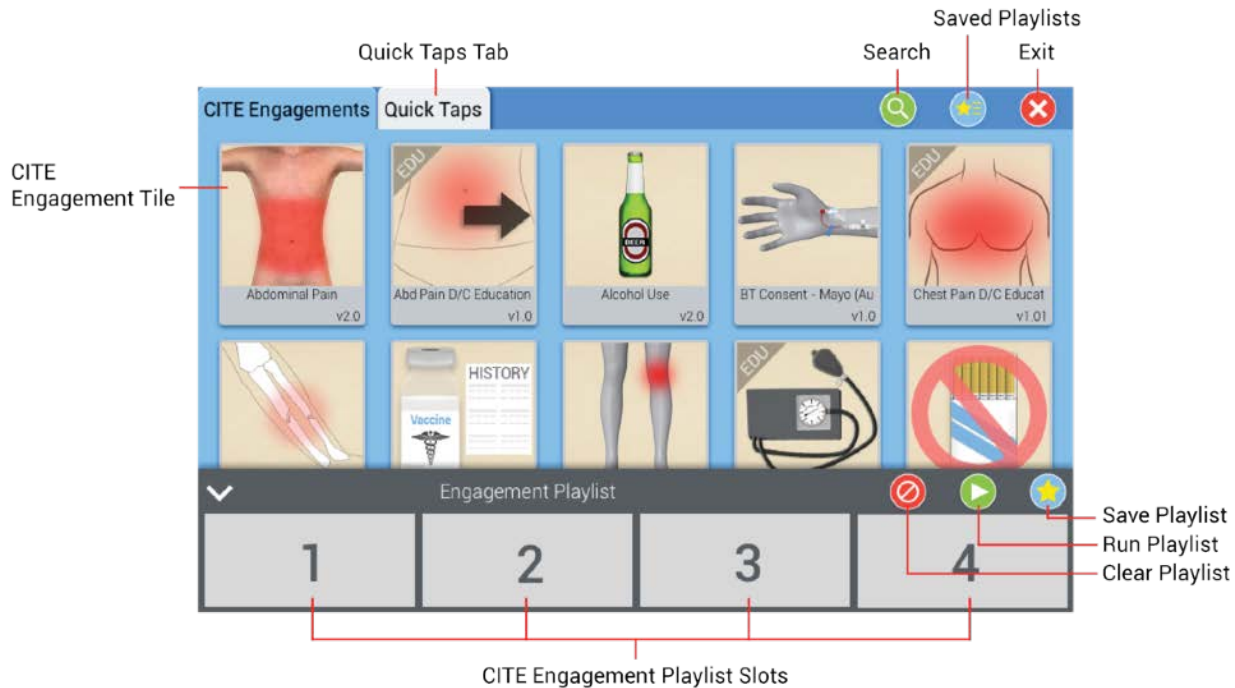 Saved Playlists
Quick Taps Tab
Search
Exit
CITE Engagements
Quick Taps
CITE
Engagement Tile
EDU
EDU
BEER
Abdominal Pain
v2.0
Abd Pain D/C Education
v1.0
Alcohol Use
v2.0
BT Consent - Mayo (Au
v1.0
Chest Pain D/C Educat
v1.01
HISTORY
Vaccine
EDU
Engagement Playlist
Save Playlist
Run Playlist
Clear Playlist
1
2
3
4
CITE Engagement Playlist Slots